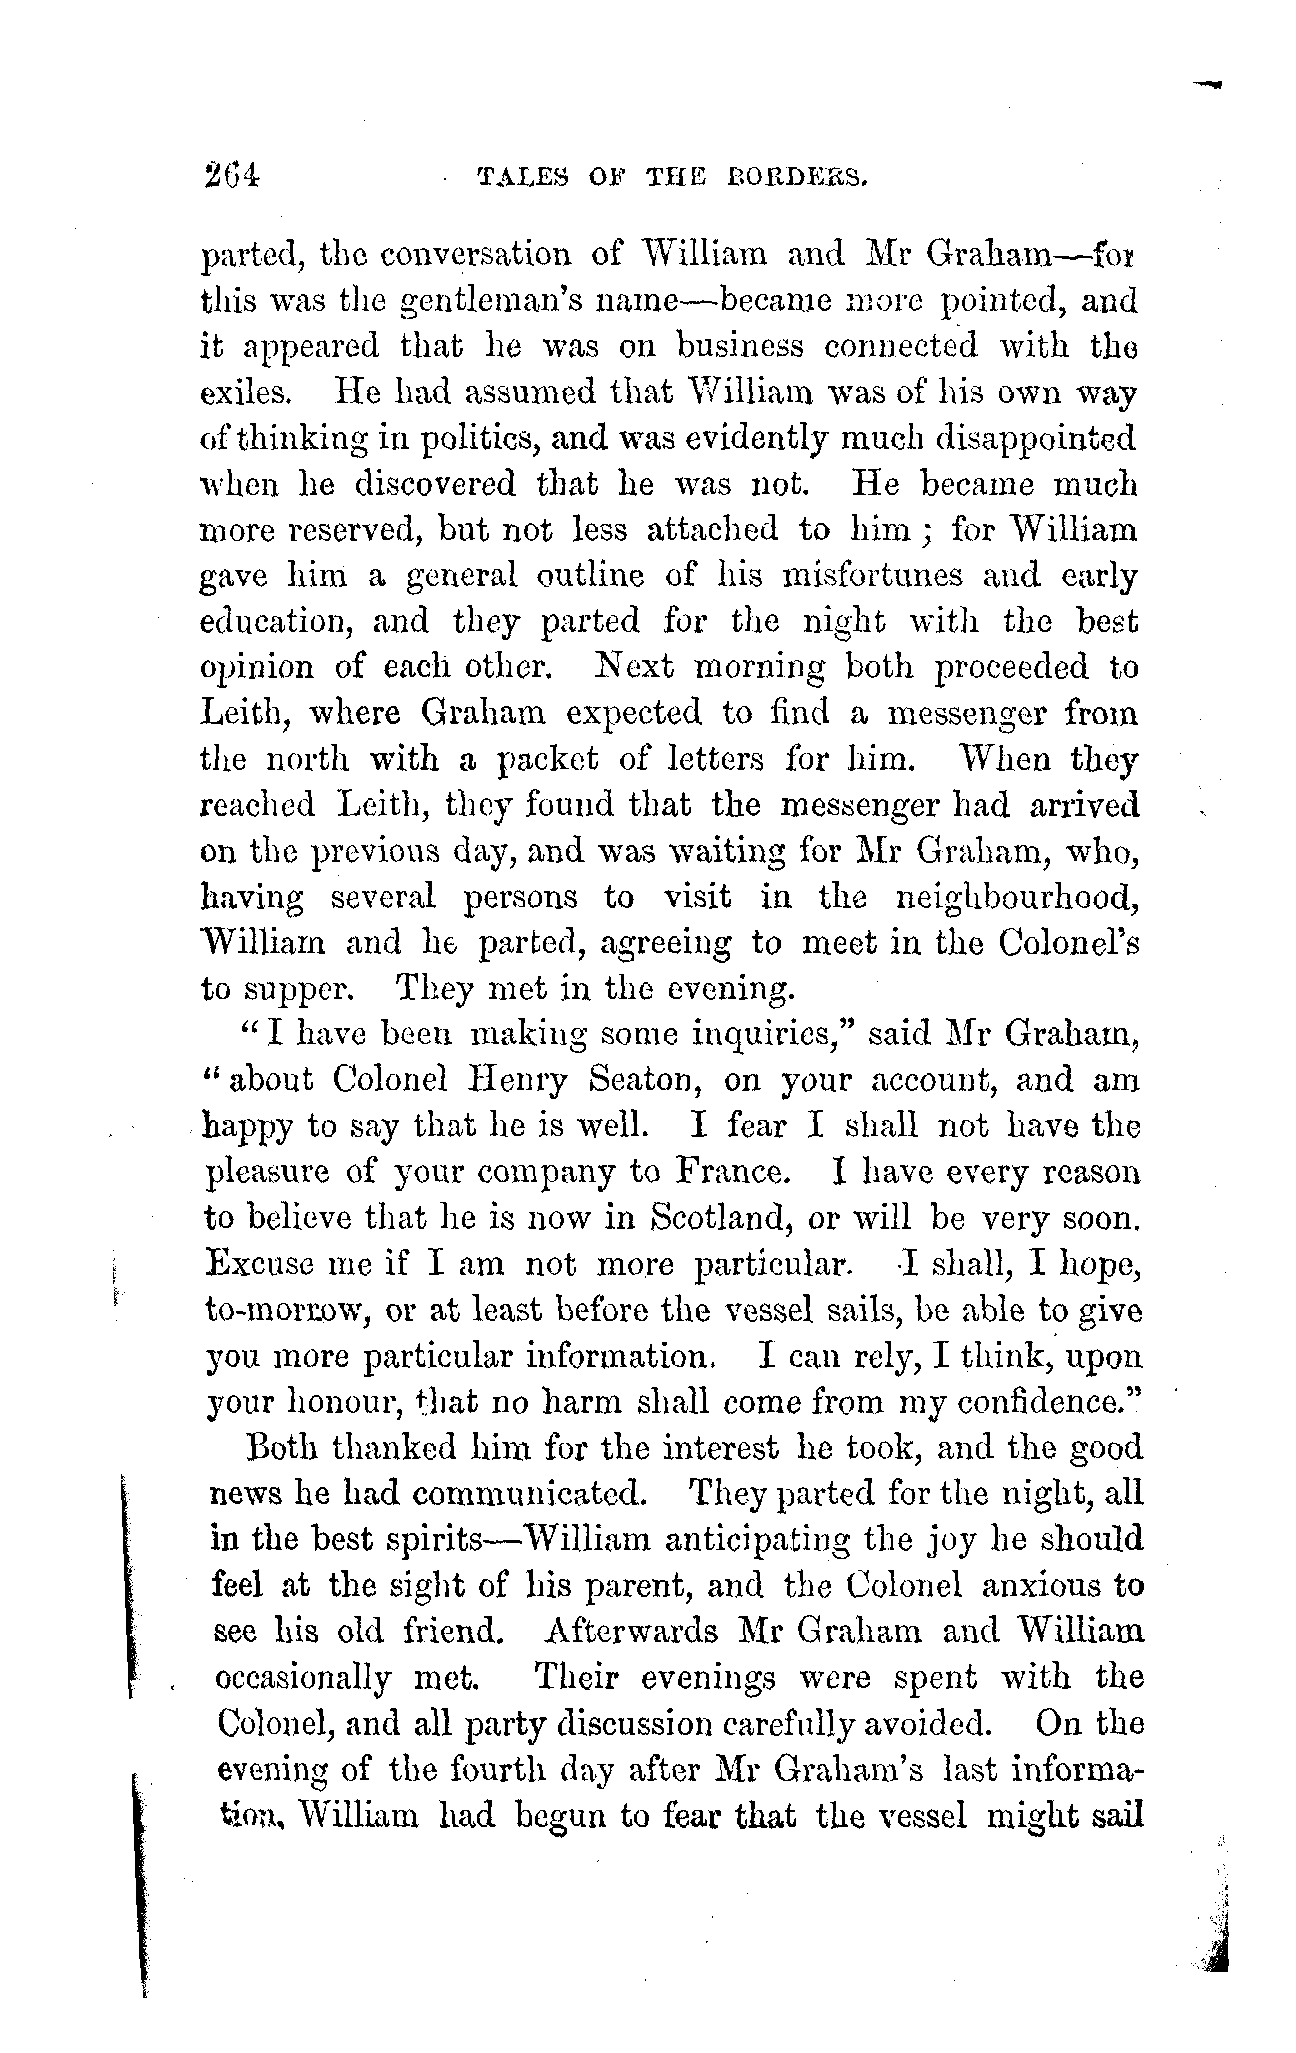 264 TALES OF THE BORDERS.
parted, the conversation of William and Mr Graham—for
this was the gentleman's name—became more pointed, and
it appeared that he was on business connected with the
exiles. He had assumed that William was of his own way
of thinking in politics, and was evidently much disappointed
when he discovered that he was not. He became much
more reserved, but not less attached to him; for William
gave him a general outline of his misfortunes and early
education, and they parted for the night with the best
opinion of each other. Next morning both proceeded to
Leith, where Graham expected to find a messenger from
the north with a packet of letters for him. When they
reached Leith, they found that the messenger had arrived
on the previous day, and was waiting for Mr Graham, who,
having several persons to visit in the neighbourhood,
William and he parted, agreeing to meet in the Colonel's
to supper. They met in the evening.
"I have been making some inquiries," said Mr Graham,
"about Colonel Henry Seaton, on your account, and am
happy to say that he is well. I fear I shall not have the
pleasure of your company to France. I have every reason
to believe that he is now in Scotland, or will be very soon.
Excuse me if I am not more particular. I shall, I hope,
to-morrow, or at least before the vessel sails, be able to give
you more particular information. I can rely, I think, upon
your honour, that no harm shall come from my confidence."
Both thanked him for the interest he took, and the good
news he had communicated. They parted for the night, all
in the best spirits—William anticipating the joy he should
feel at the sight of his parent, and the Colonel anxious to
see his old friend. Afterwards Mr Graham and William
occasionally met. Their evenings were spent with the
Colonel, and all party discussion carefully avoided. On the
evening of the fourth day after Mr Graham's last informa-
tion, William had begun to fear that the vessel might sail